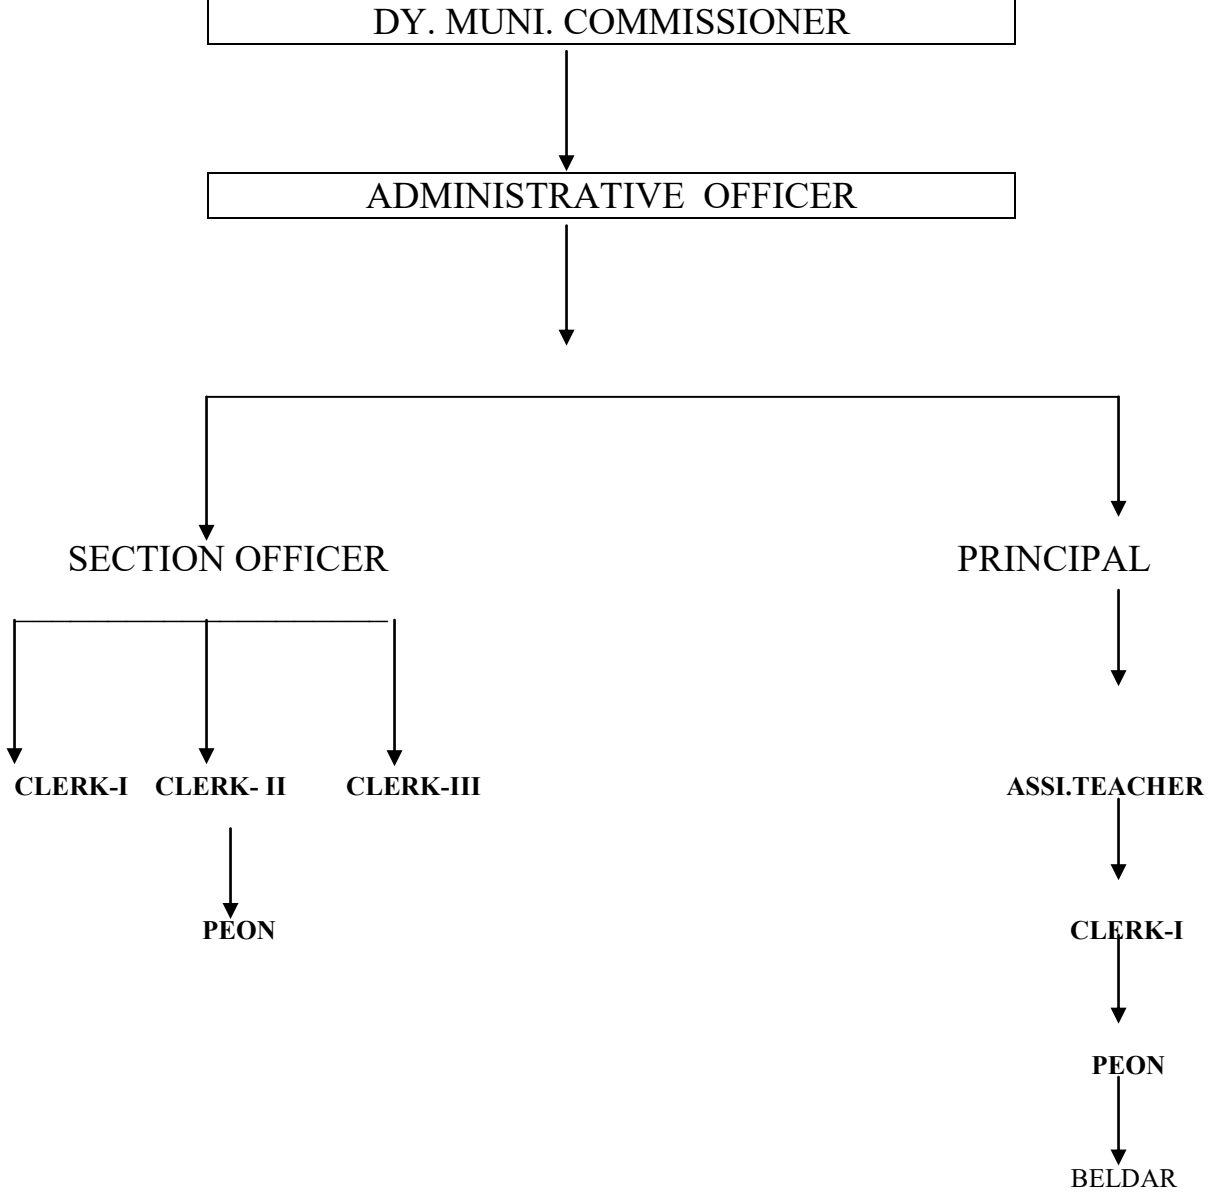 DY. MUNI. COMMISSIONER
ADMINISTRATIVE OFFICER
SECTION OFFICER PRINCIPAL
CLERK-I CLERK- II CLERK-III ASSI.TEACHER
PEON CLERK-I
PEON
BELDAR